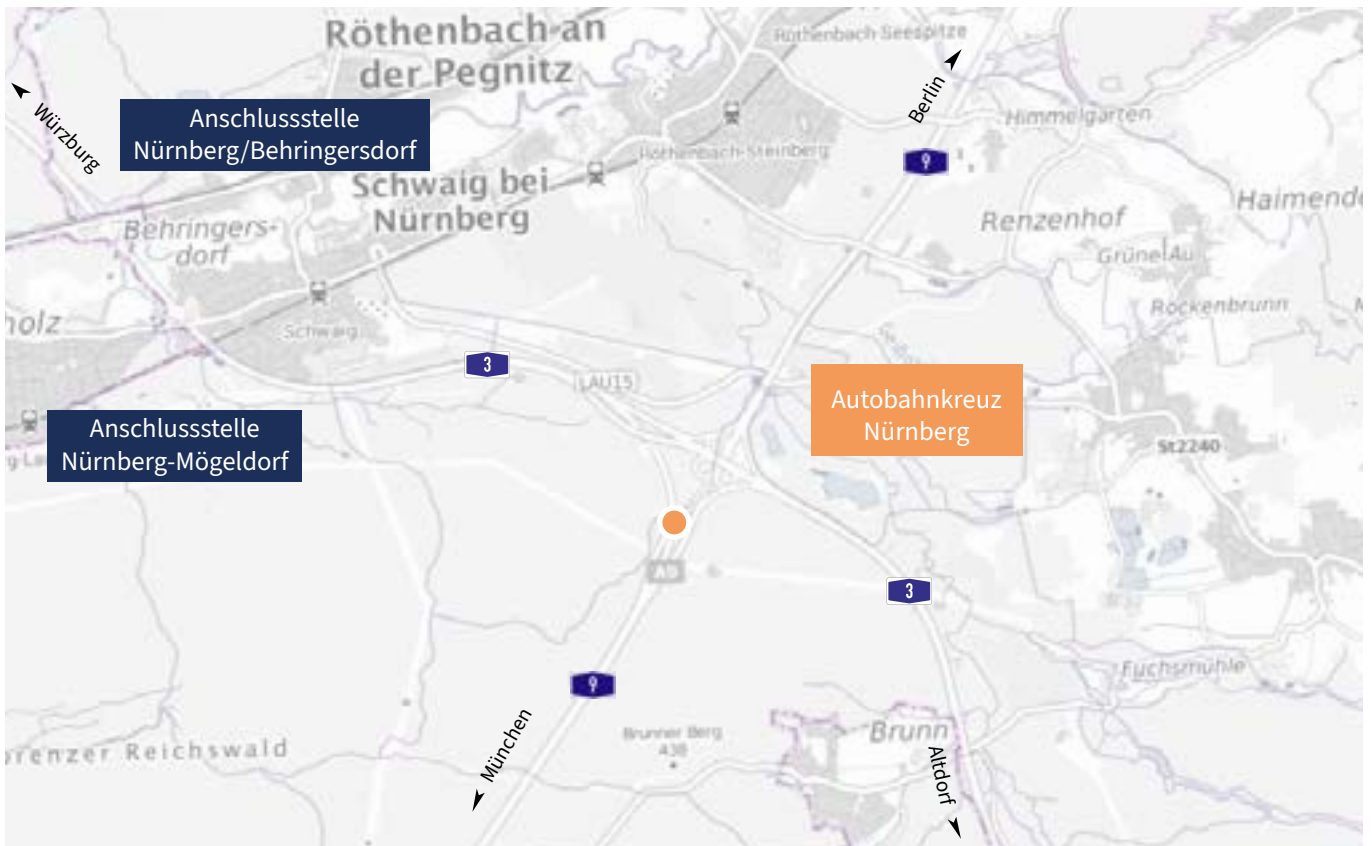 Röthenbach-an
der Pegnitz
Röthenbach-Seespitze
Berlin
Würzburg
Anschlussstelle
Nürnberg/Behringersdorf
Himmelgarten
Röthenbach-Steinberg
9
Schwaig bei
Nürnberg
Renzenhof
Haimende
Behringers-
dorf
Grüne Au
Rockenbrunn
holz
Schwaig
3
LAU15
Autobahnkreuz
Nürnberg
Anschlussstelle
Nürnberg-Mögeldorf
St2240
A9
3
Fuchsmühle
9
München
Brunner Berg
438
Brunn
Altdorf
orenzer Reichswald